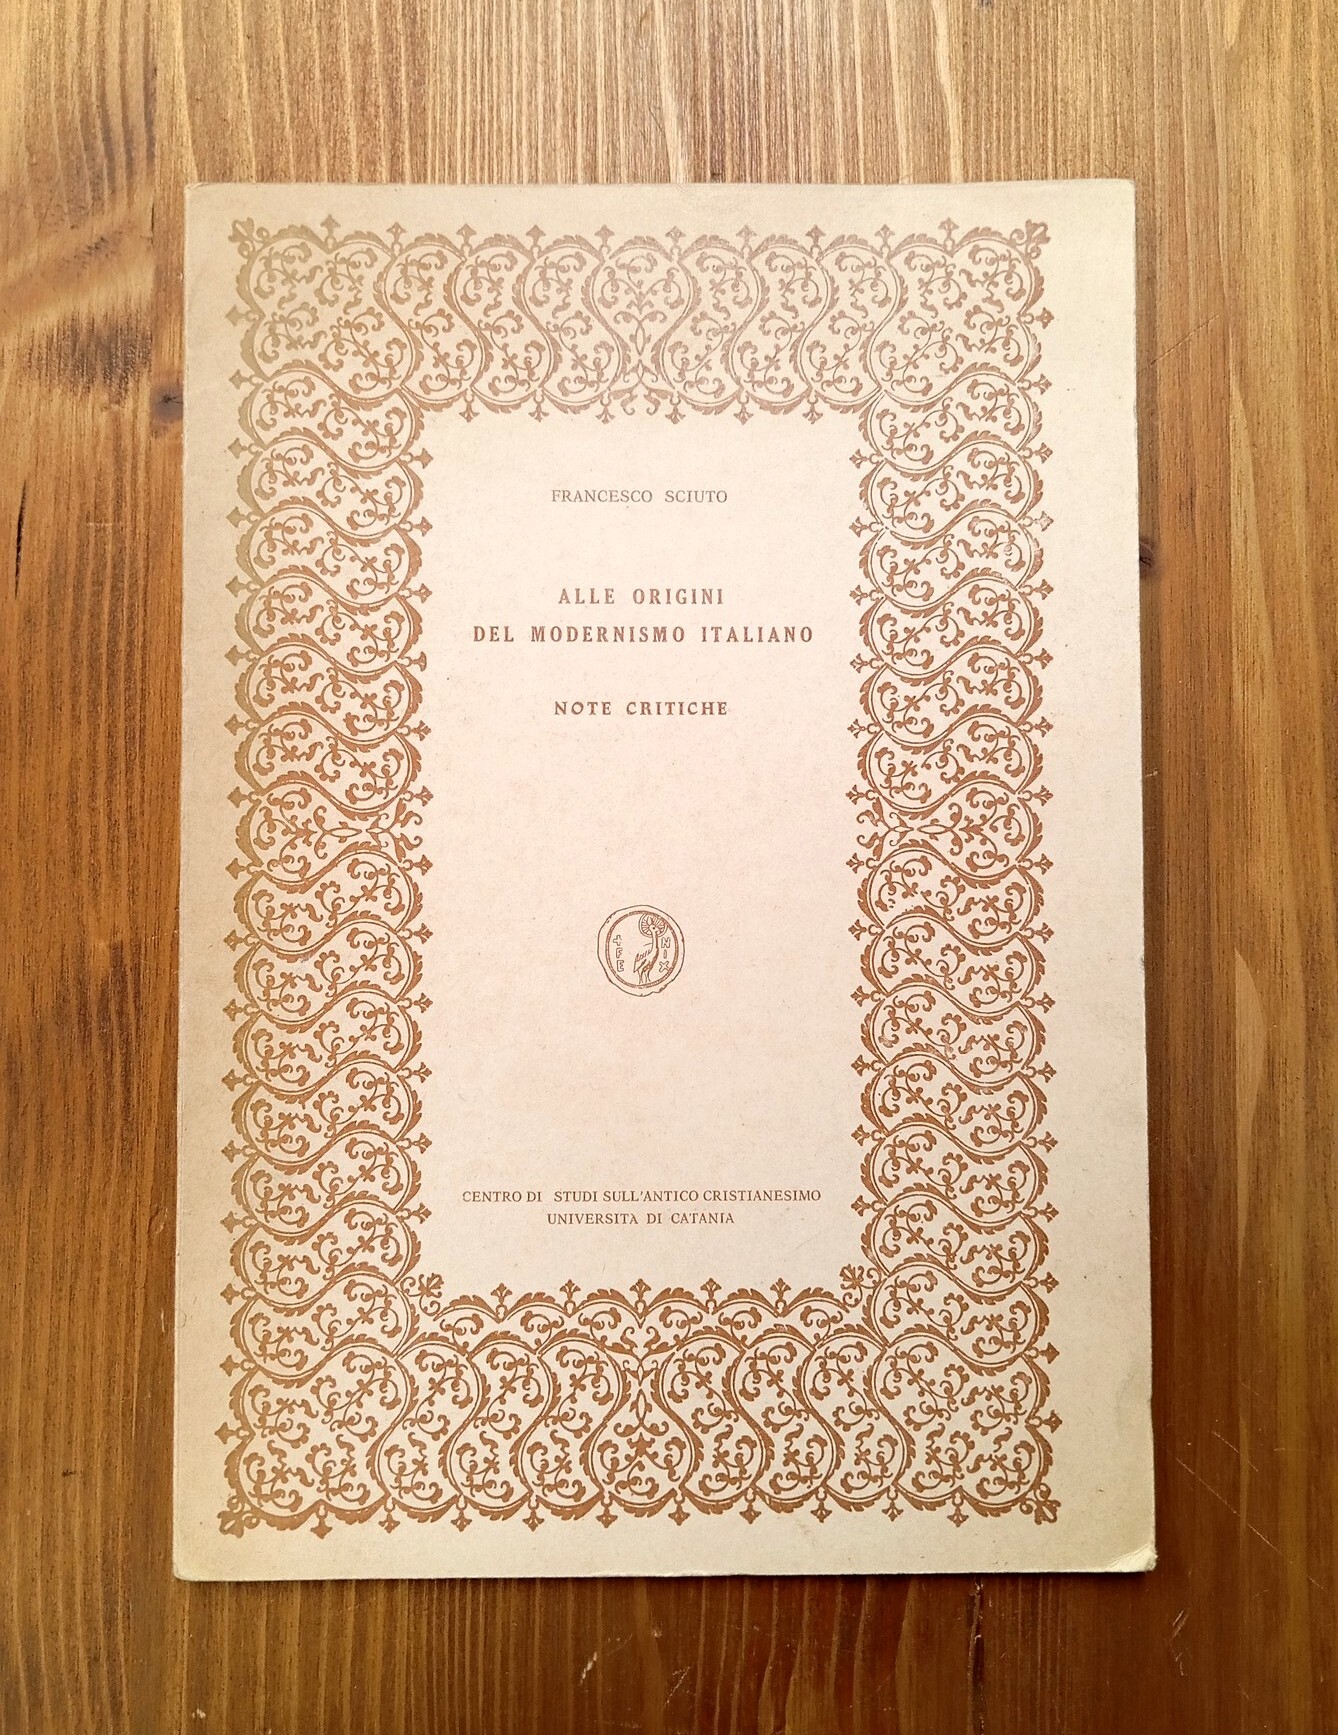 FRANCESCO SCIUTO
ALLE ORIGINI
DEL MODERNISMO ITALIANO
NOTE CRITICHE
+FE NIX
CENTRO DI STUDI SULL'ANTICO CRISTIANESIMO
UNIVERSITÀ DI CATANIA